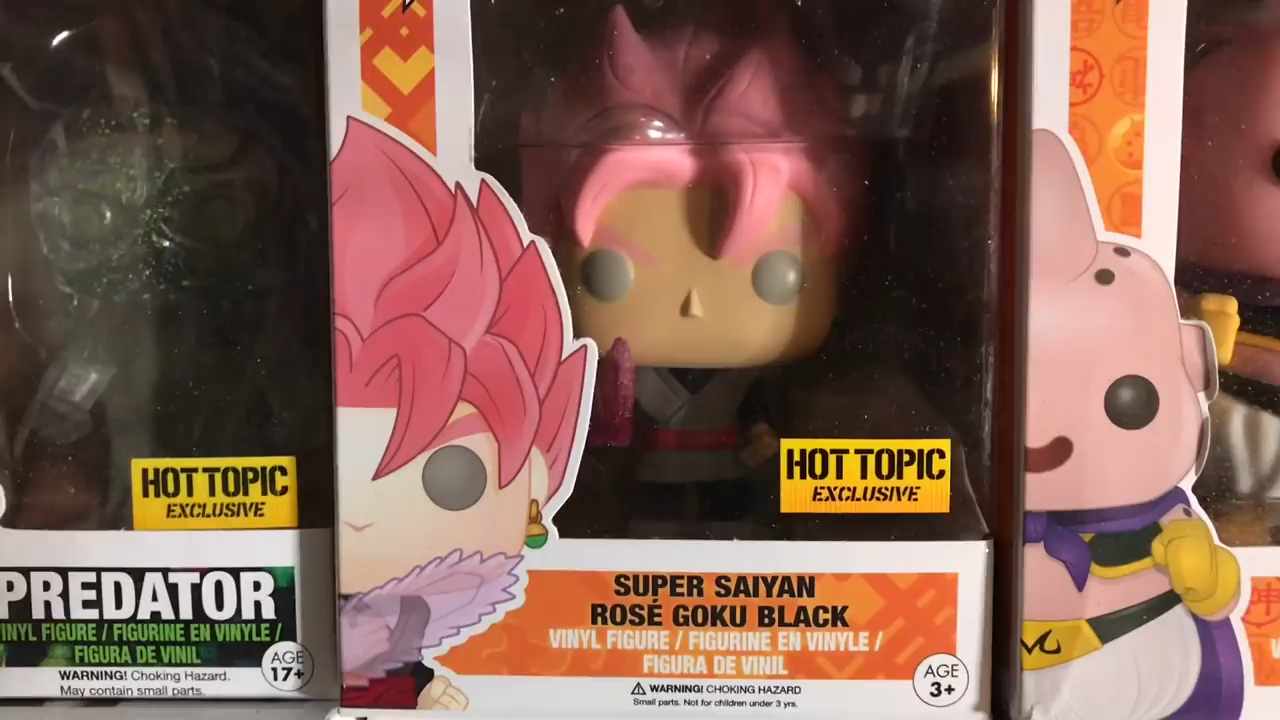 HOT TOPIC
EXCLUSIVE
PREDATOR
VINYL FIGURE / FIGURINE EN VINYLE /
FIGURA DE VINIL
AGE
17+
WARNING! Choking Hazard.
May contain small parts.
HOT TOPIC
EXCLUSIVE
SUPER SAIYAN
ROSÉ GOKU BLACK
VINYL FIGURE / FIGURINE EN VINYLE /
FIGURA DE VINIL
WARNING! CHOKING HAZARD
Small parts. Not for children under 3 yrs.
AGE
3+